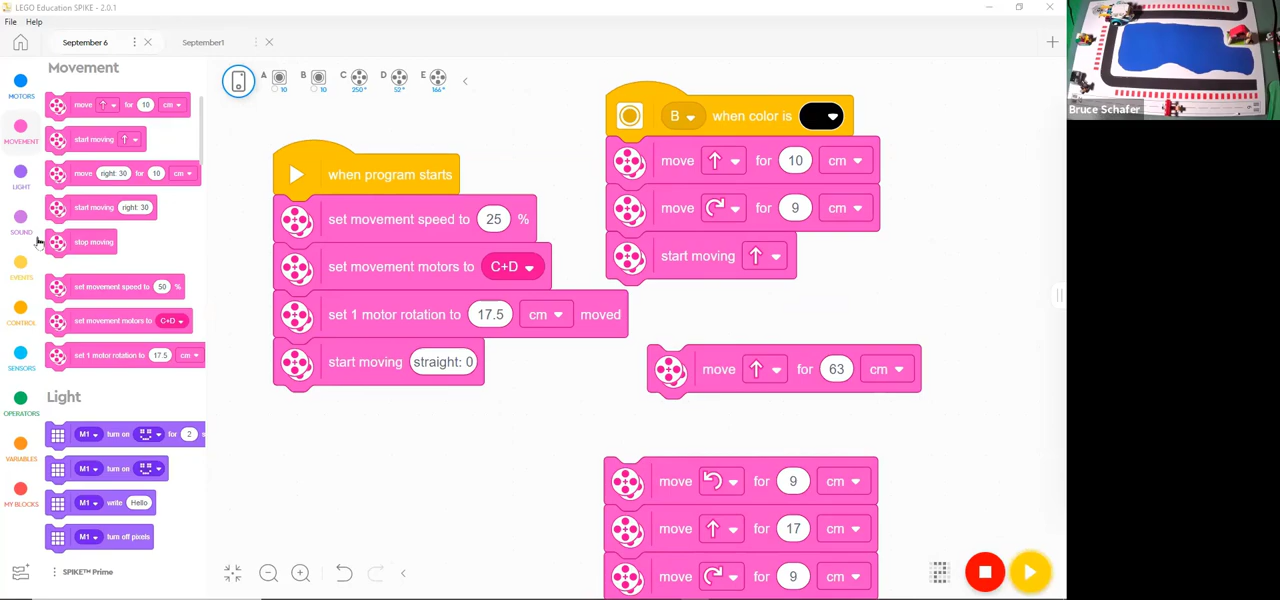 LEGO Education SPIKE - 2.0.1
File Help
September 6
September1
Movement
MOTORS
MOVEMENT
LIGHT
SOUND
EVENTS
CONTROL
SENSORS
OPERATORS
VARIABLES
MY BLOCKS
move for 10 cm
start moving
move right: 30 for 10 cm
start moving right: 30
stop moving
set movement speed to 50 %
set movement motors to C+D
set 1 motor rotation to 17.5 cm
Light
M1 turn on for 2 s
M1 turn on
M1 write Hello
M1 turn off pixels
SPIKE™ Prime
A 10
B 10
C 250°
D 52°
E 166°
when program starts
set movement speed to 25 %
set movement motors to C+D
set 1 motor rotation to 17.5 cm moved
start moving straight: 0
B when color is
move for 10 cm
move for 9 cm
start moving
move for 63 cm
move for 9 cm
move for 17 cm
move for 9 cm
Bruce Schafer